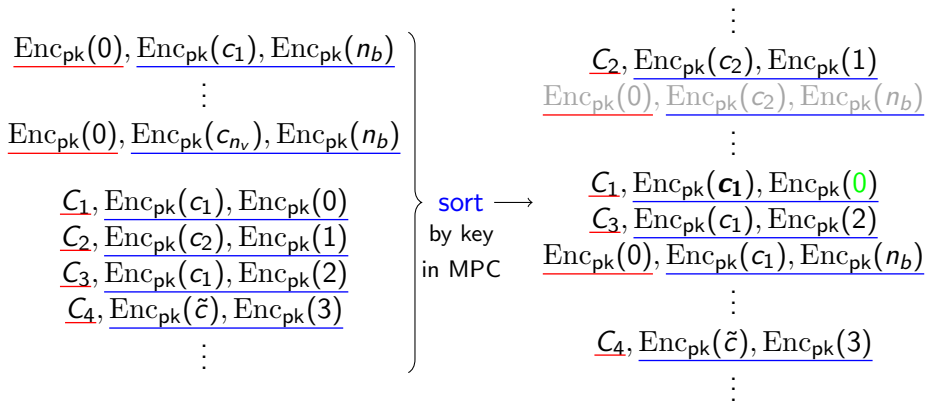 Enc_pk(0), Enc_pk(c_1), Enc_pk(n_b)
⋮
Enc_pk(0), Enc_pk(c_{n_v}), Enc_pk(n_b)
C_1, Enc_pk(c_1), Enc_pk(0)
C_2, Enc_pk(c_2), Enc_pk(1)
C_3, Enc_pk(c_1), Enc_pk(2)
C_4, Enc_pk(c̃), Enc_pk(3)
⋮
sort
by key
in MPC
⋮
C_2, Enc_pk(c_2), Enc_pk(1)
Enc_pk(0), Enc_pk(c_2), Enc_pk(n_b)
⋮
C_1, Enc_pk(c_1), Enc_pk(0)
C_3, Enc_pk(c_1), Enc_pk(2)
Enc_pk(0), Enc_pk(c_1), Enc_pk(n_b)
⋮
C_4, Enc_pk(c̃), Enc_pk(3)
⋮